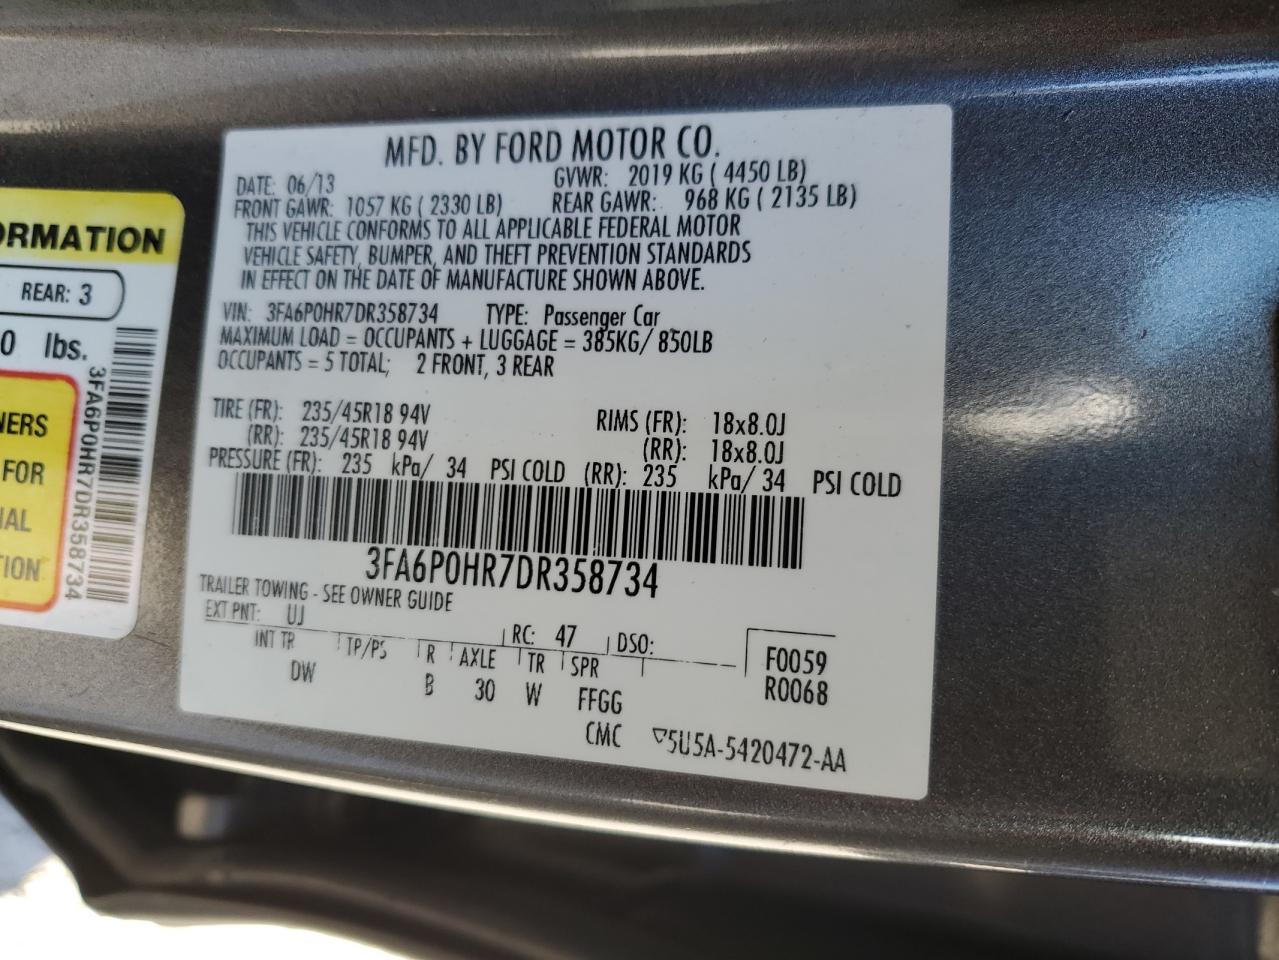 MFD. BY FORD MOTOR CO.
DATE: 06/13 GVWR: 2019 KG ( 4450 LB)
FRONT GAWR: 1057 KG ( 2330 LB) REAR GAWR: 968 KG ( 2135 LB)
THIS VEHICLE CONFORMS TO ALL APPLICABLE FEDERAL MOTOR
VEHICLE SAFETY, BUMPER, AND THEFT PREVENTION STANDARDS
IN EFFECT ON THE DATE OF MANUFACTURE SHOWN ABOVE.
VIN: 3FA6P0HR7DR358734 TYPE: Passenger Car
MAXIMUM LOAD = OCCUPANTS + LUGGAGE = 385KG/ 850LB
OCCUPANTS = 5 TOTAL; 2 FRONT, 3 REAR
TIRE (FR): 235/45R18 94V RIMS (FR): 18x8.0J
(RR): 235/45R18 94V (RR): 18x8.0J
PRESSURE (FR): 235 kPa/ 34 PSI COLD (RR): 235 kPa/ 34 PSI COLD
3FA6P0HR7DR358734
TRAILER TOWING - SEE OWNER GUIDE
EXT PNT: UJ RC: 47 DSO: F0059
INT TR TP/PS R AXLE TR SPR R0068
DW B 30 W FFGG
CMC ▽5U5A-5420472-AA
ORMATION
REAR: 3
0 lbs.
NERS
FOR
IAL
TION
3FA6P0HR7DR358734